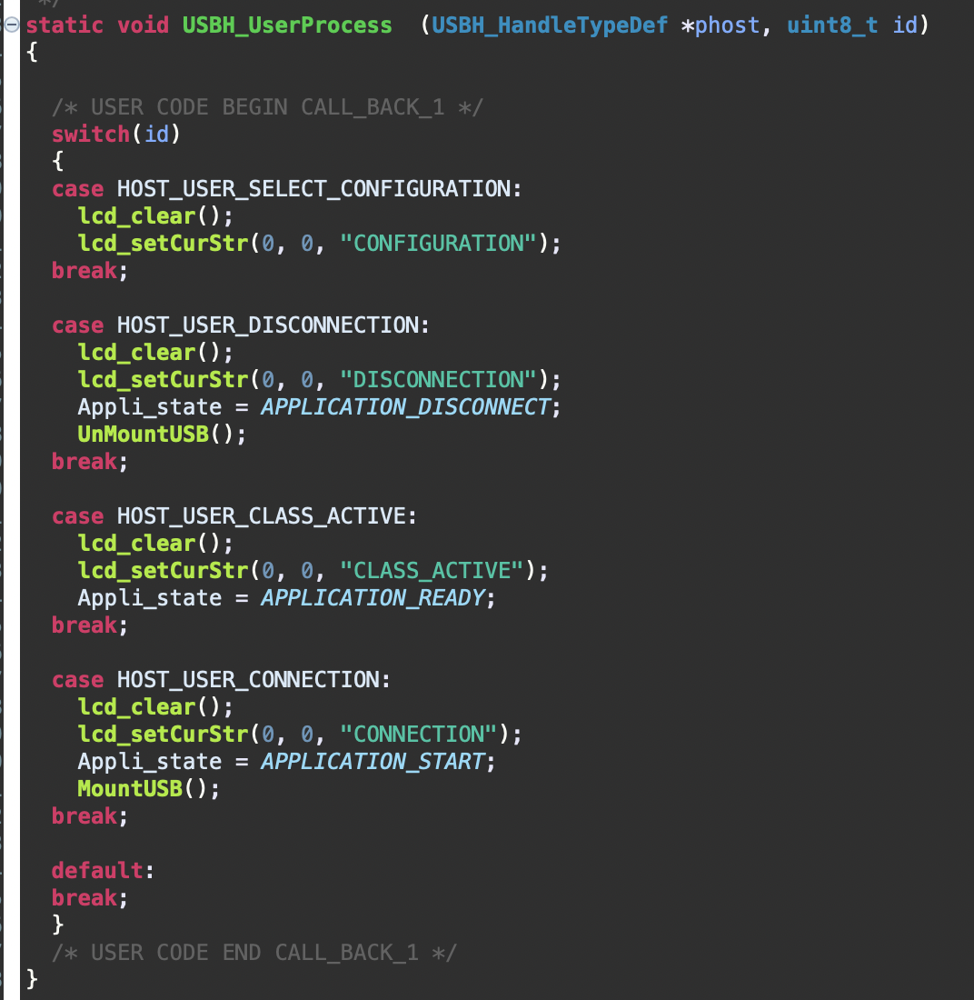 */
static void USBH_UserProcess  (USBH_HandleTypeDef *phost, uint8_t id)
{

  /* USER CODE BEGIN CALL_BACK_1 */
  switch(id)
  {
  case HOST_USER_SELECT_CONFIGURATION:
    lcd_clear();
    lcd_setCurStr(0, 0, "CONFIGURATION");
  break;

  case HOST_USER_DISCONNECTION:
    lcd_clear();
    lcd_setCurStr(0, 0, "DISCONNECTION");
    Appli_state = APPLICATION_DISCONNECT;
    UnMountUSB();
  break;

  case HOST_USER_CLASS_ACTIVE:
    lcd_clear();
    lcd_setCurStr(0, 0, "CLASS_ACTIVE");
    Appli_state = APPLICATION_READY;
  break;

  case HOST_USER_CONNECTION:
    lcd_clear();
    lcd_setCurStr(0, 0, "CONNECTION");
    Appli_state = APPLICATION_START;
    MountUSB();
  break;

  default:
  break;
  }
  /* USER CODE END CALL_BACK_1 */
}